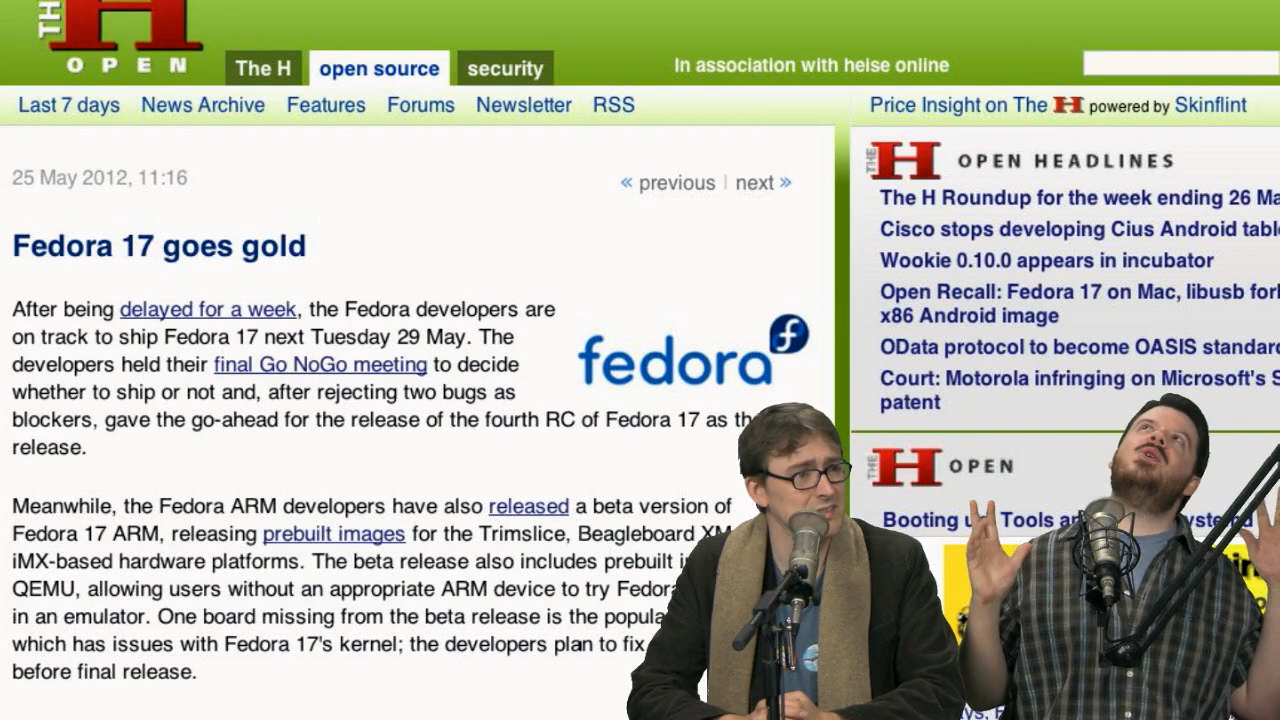 THE H
OPEN
The H
open source
security
In association with heise online
Last 7 days
News Archive
Features
Forums
Newsletter
RSS
Price Insight on The H powered by Skinflint
25 May 2012, 11:16
« previous | next »
Fedora 17 goes gold
After being delayed for a week, the Fedora developers are
on track to ship Fedora 17 next Tuesday 29 May. The
developers held their final Go NoGo meeting to decide
whether to ship or not and, after rejecting two bugs as
blockers, gave the go-ahead for the release of the fourth RC of Fedora 17 as
release.
fedora
Meanwhile, the Fedora ARM developers have also released a beta version of
Fedora 17 ARM, releasing prebuilt images for the Trimslice, Beagleboard
iMX-based hardware platforms. The beta release also includes prebuilt
QEMU, allowing users without an appropriate ARM device to try
in an emulator. One board missing from the beta release is the
which has issues with Fedora 17's kernel; the developers plan to fix
before final release.
THE H OPEN HEADLINES
The H Roundup for the week ending 26
Cisco stops developing Cius Android
Wookie 0.10.0 appears in incubator
Open Recall: Fedora 17 on Mac, libusb
x86 Android image
OData protocol to become OASIS
Court: Motorola infringing on Microsoft's
patent
THE H OPEN
Booting Tools